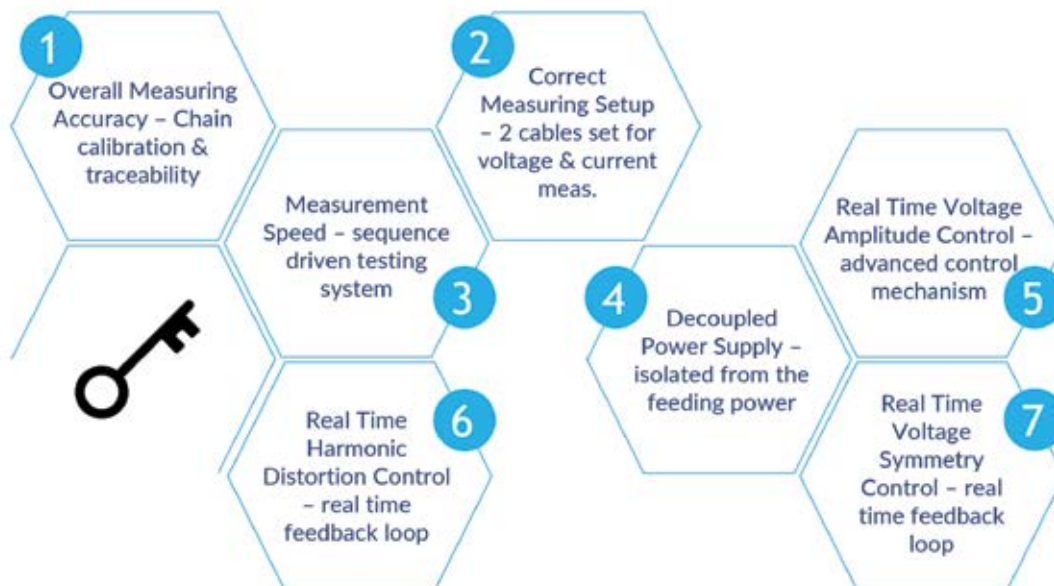 1
Overall Measuring
Accuracy – Chain
calibration &
traceability
2
Correct
Measuring Setup
– 2 cables set for
voltage & current
meas.
Measurement
Speed – sequence
driven testing
system
3
4
Decoupled
Power Supply –
isolated from the
feeding power
Real Time Voltage
Amplitude Control –
advanced control
mechanism
5
Real Time
Harmonic
Distortion Control
– real time
feedback loop
6
Real Time
Voltage
Symmetry
Control – real
time feedback
loop
7